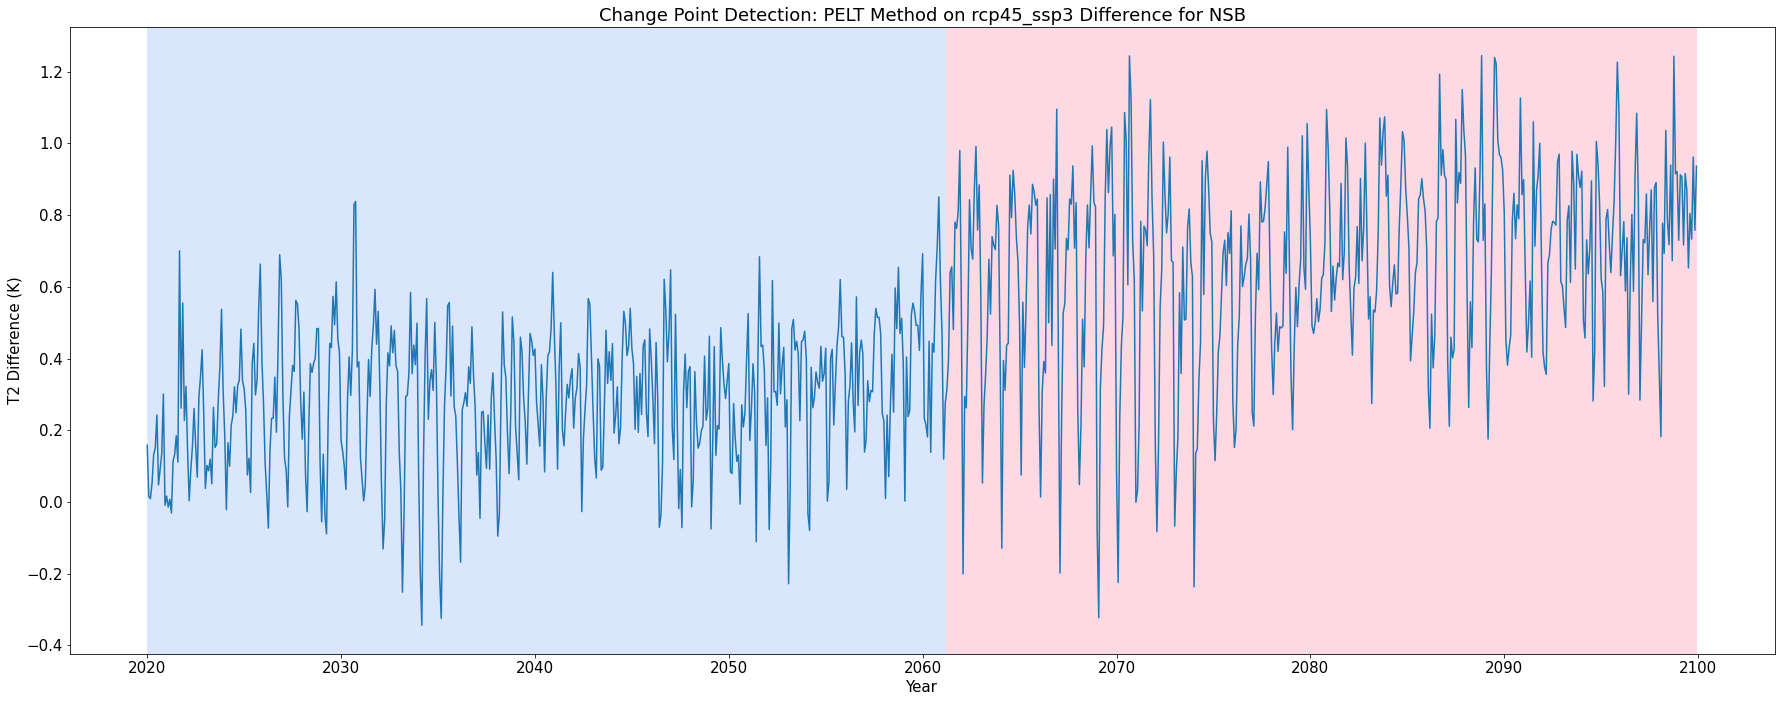 Change Point Detection: PELT Method on rcp45_ssp3 Difference for NSB
1.2
1.0
0.8
0.6
0.4
0.2
0.0
−0.2
−0.4
T2 Difference (K)
2020 2030 2040 2050 2060 2070 2080 2090 2100
Year